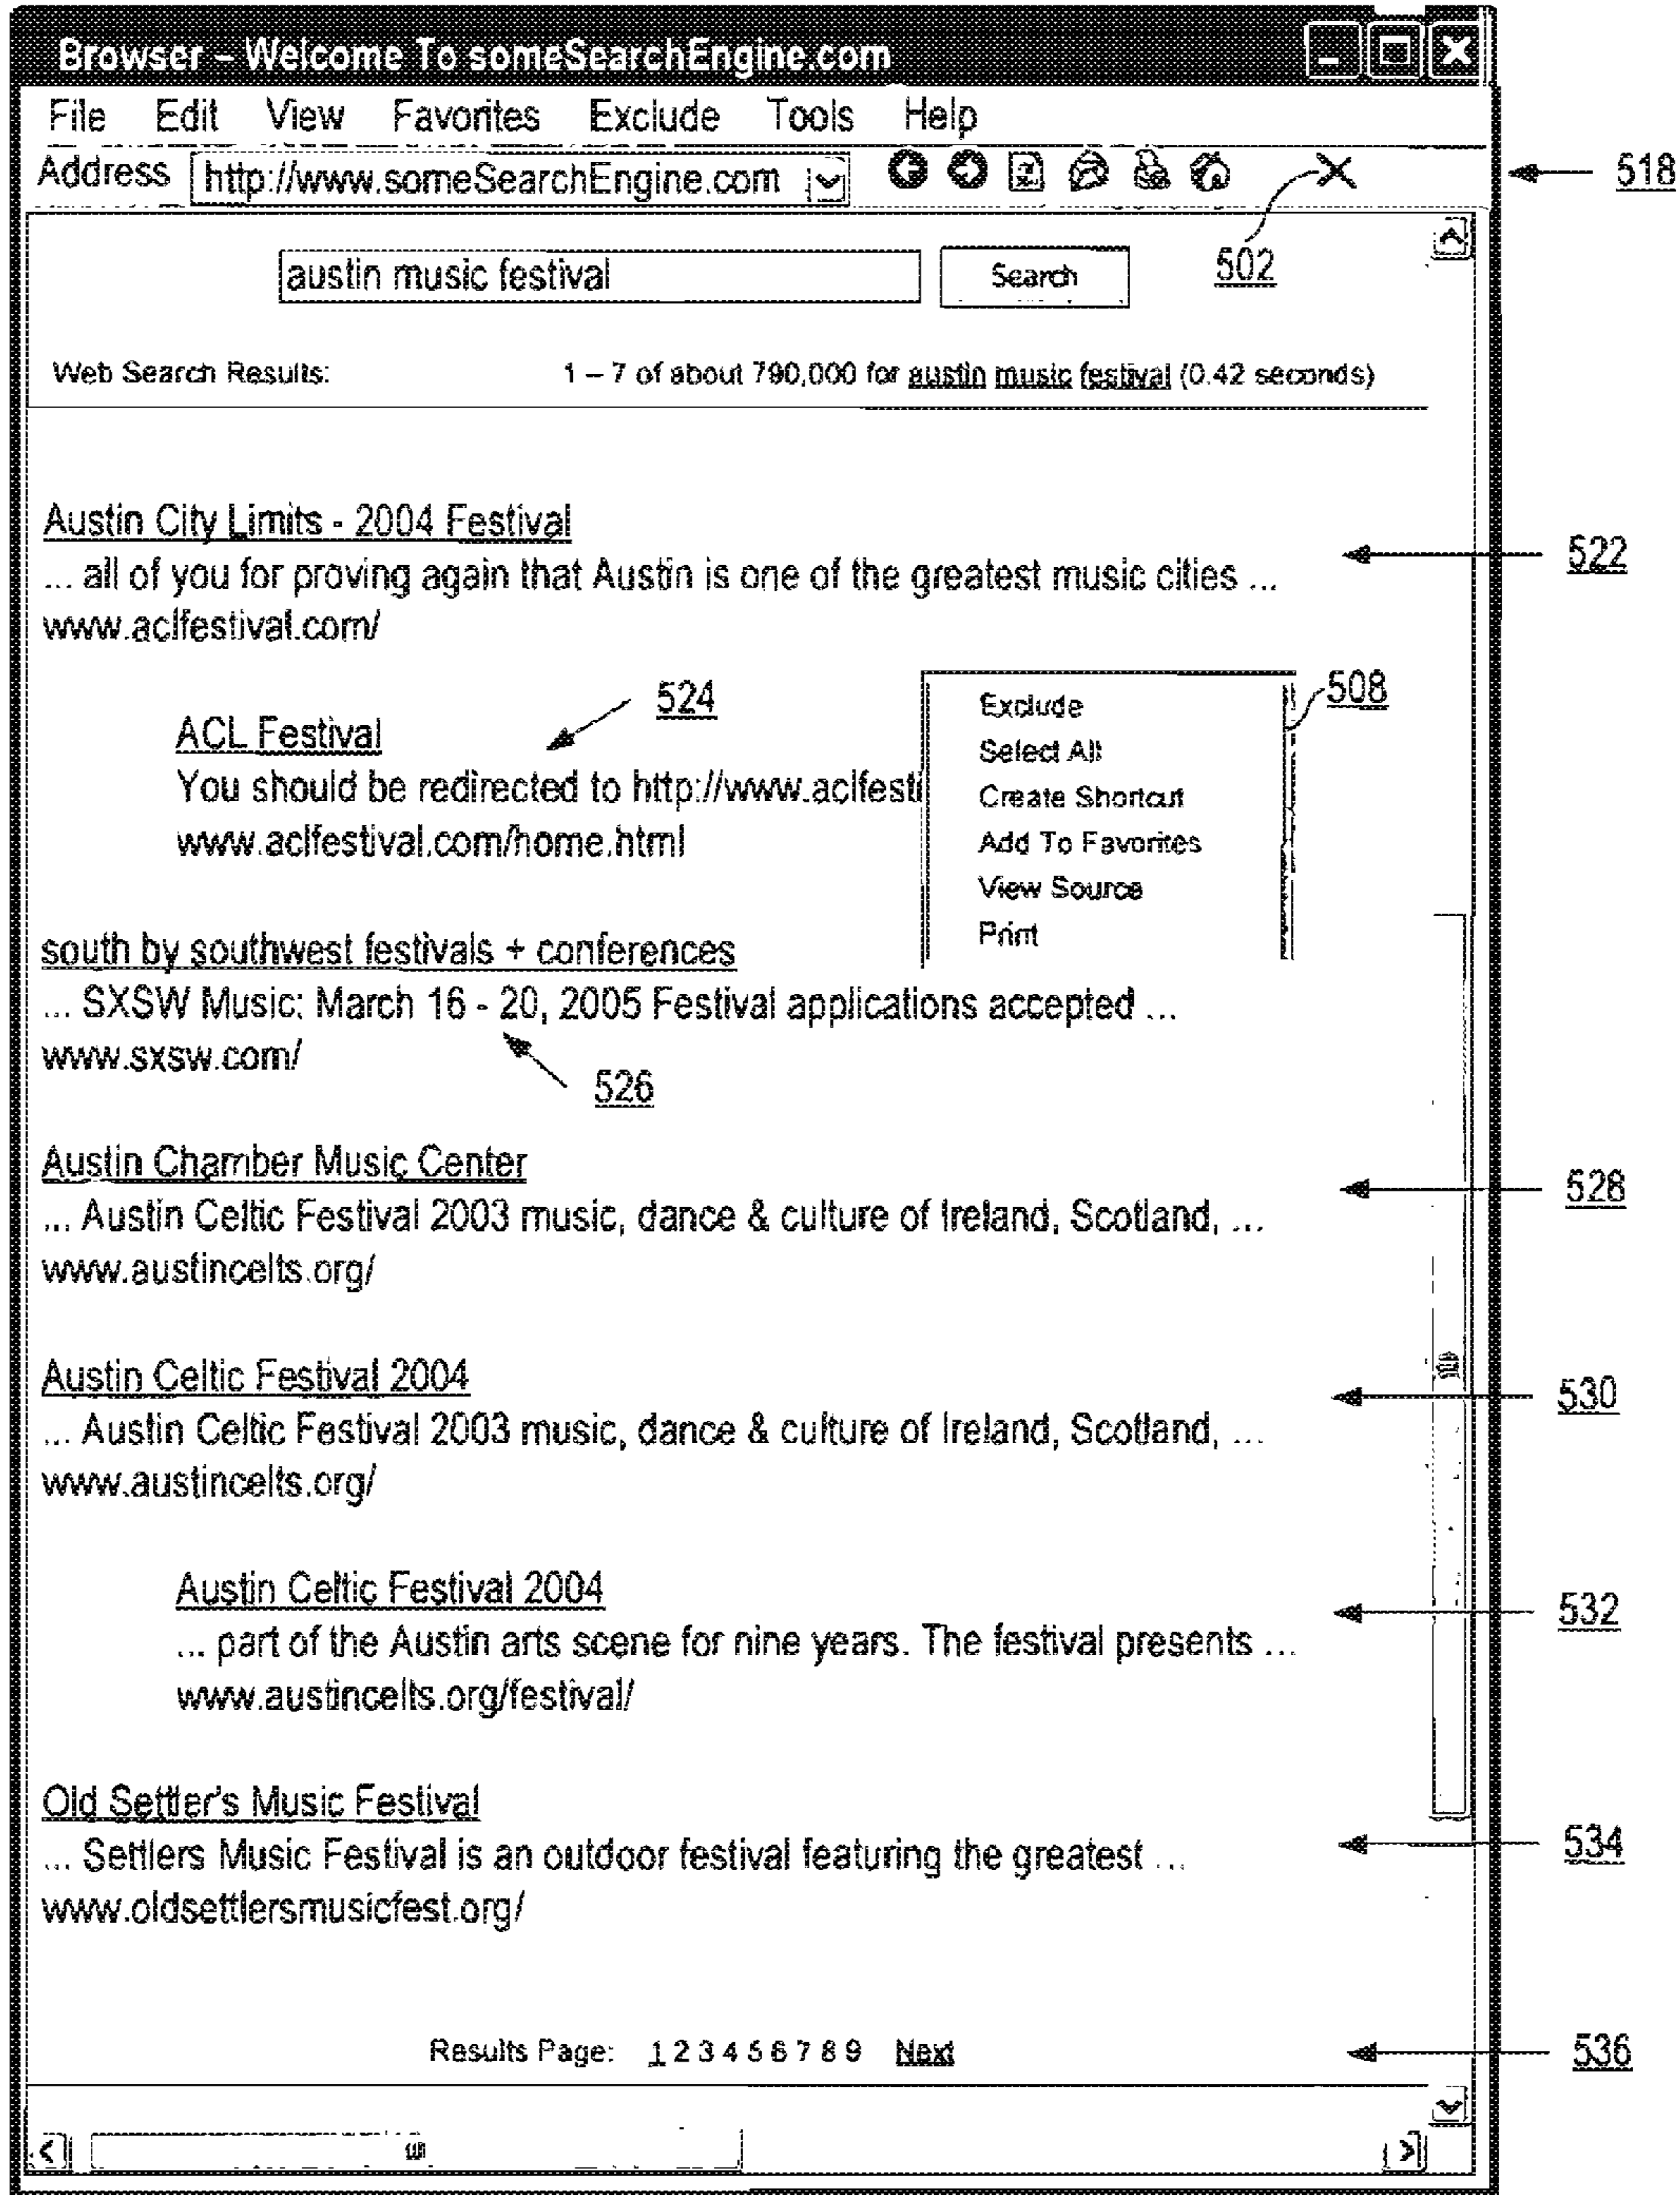 Browser – Welcome To someSearchEngine.com
File Edit View Favorites Exclude Tools Help
Address http://www.someSearchEngine.com
518
austin music festival Search 502
Web Search Results: 1 – 7 of about 790,000 for austin music festival (0.42 seconds)
Austin City Limits - 2004 Festival
... all of you for proving again that Austin is one of the greatest music cities ...
522
www.aclfestival.com/
ACL Festival
524
You should be redirected to http://www.aclfesti
www.aclfestival.com/home.html
Exclude
508
Select All
Create Shortcut
Add To Favorites
View Source
Print
south by southwest festivals + conferences
... SXSW Music: March 16 - 20, 2005 Festival applications accepted ...
www.sxsw.com/
526
Austin Chamber Music Center
528
... Austin Celtic Festival 2003 music, dance & culture of Ireland, Scotland, ...
www.austincelts.org/
Austin Celtic Festival 2004
530
... Austin Celtic Festival 2003 music, dance & culture of Ireland, Scotland, ...
www.austincelts.org/
Austin Celtic Festival 2004
532
... part of the Austin arts scene for nine years. The festival presents ...
www.austincelts.org/festival/
Old Settler's Music Festival
534
... Settlers Music Festival is an outdoor festival featuring the greatest ...
www.oldsettlersmusicfest.org/
Results Page: 1 2 3 4 5 6 7 8 9 Next
536